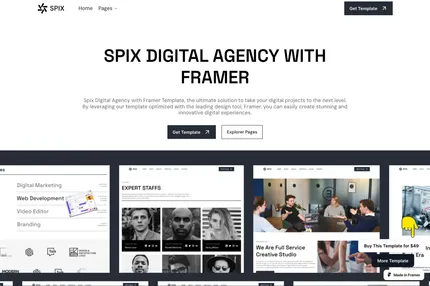 SPIX
Home
Pages
Get Template
SPIX DIGITAL AGENCY WITH
FRAMER
Spix Digital Agency with Framer Template, the ultimate solution to take your digital projects to the next level.
By leveraging our template optimized with the leading design tool, Framer, you can easily create stunning and
innovative digital experiences.
Get Template
Explorer Pages
Digital Marketing
Web Development
Video Editor
Branding
EXPERT STAFFS
We Are Full Service
Creative Studio
Buy This Template for $49
More Template
Made in Framer